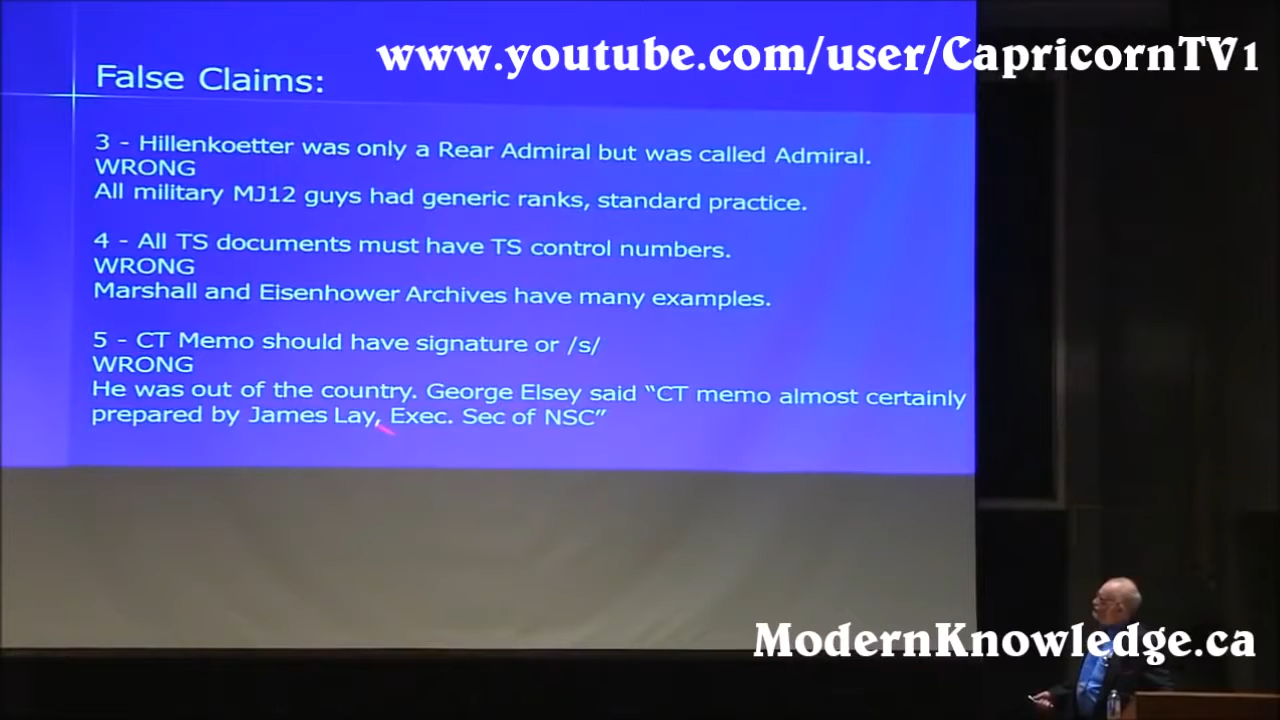 www.youtube.com/user/CapricornTV1
False Claims:
3 - Hillenkoetter was only a Rear Admiral but was called Admiral.
WRONG
All military MJ12 guys had generic ranks, standard practice.
4 - All TS documents must have TS control numbers.
WRONG
Marshall and Eisenhower Archives have many examples.
5 - CT Memo should have signature or /s/
WRONG
He was out of the country. George Elsey said “CT memo almost certainly
prepared by James Lay, Exec. Sec of NSC”
ModernKnowledge.ca